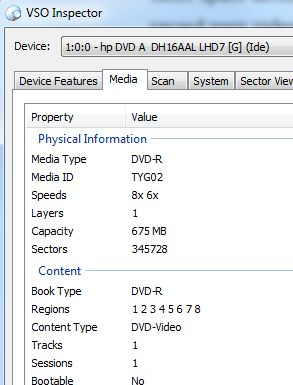 VSO Inspector
Device: 1:0:0 - hp DVD A DH16AAL LHD7 [G] (Ide)
Device Features Media Scan System Sector View
Property Value
Physical Information
Media Type DVD-R
Media ID TYG02
Speeds 8x 6x
Layers 1
Capacity 675 MB
Sectors 345728
Content
Book Type DVD-R
Regions 1 2 3 4 5 6 7 8
Content Type DVD-Video
Tracks 1
Sessions 1
Bootable No